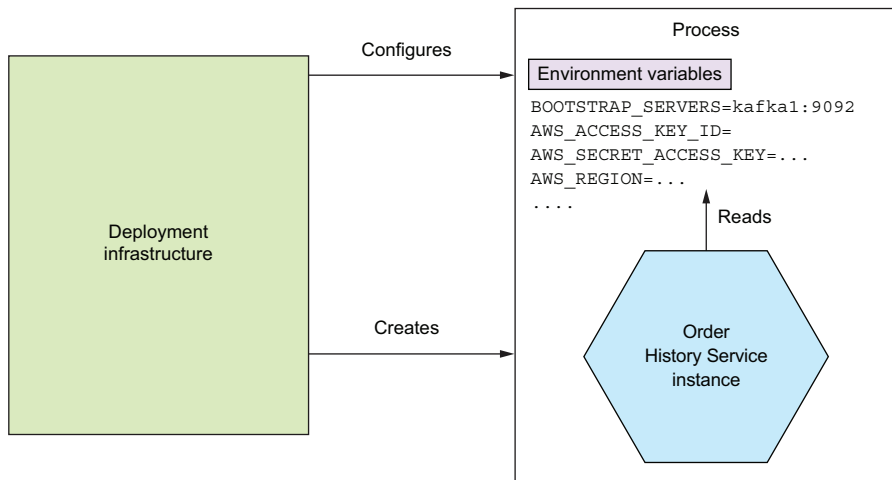 Process
Configures
Environment variables
BOOTSTRAP_SERVERS=kafka1:9092
AWS_ACCESS_KEY_ID=
AWS_SECRET_ACCESS_KEY=...
AWS_REGION=...
....
Reads
Deployment
infrastructure
Creates
Order
History Service
instance